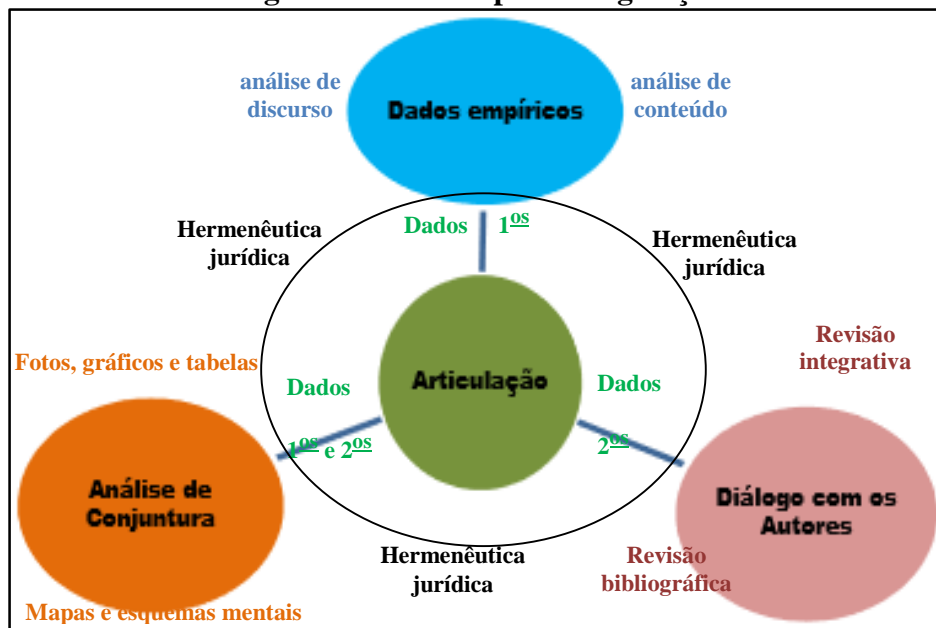 análise de
discurso
Dados empíricos
análise de
conteúdo
Hermenêutica
jurídica
Dados 1os
Hermenêutica
jurídica
Fotos, gráficos e tabelas
Revisão
integrativa
Dados
1os e 2os
Articulação
Dados
2os
Análise de
Conjuntura
Diálogo com os
Autores
Hermenêutica
jurídica
Revisão
bibliográfica
Mapas e esquemas mentais